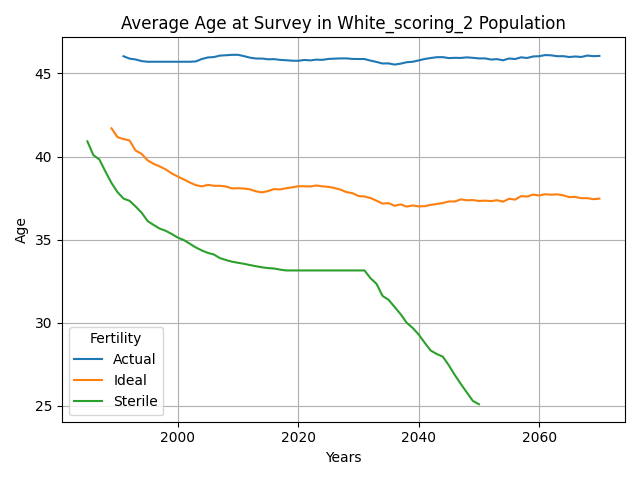 Average Age at Survey in White_scoring_2 Population
Age
45
40
35
30
25
Fertility
Actual
Ideal
Sterile
2000
2020
2040
2060
Years